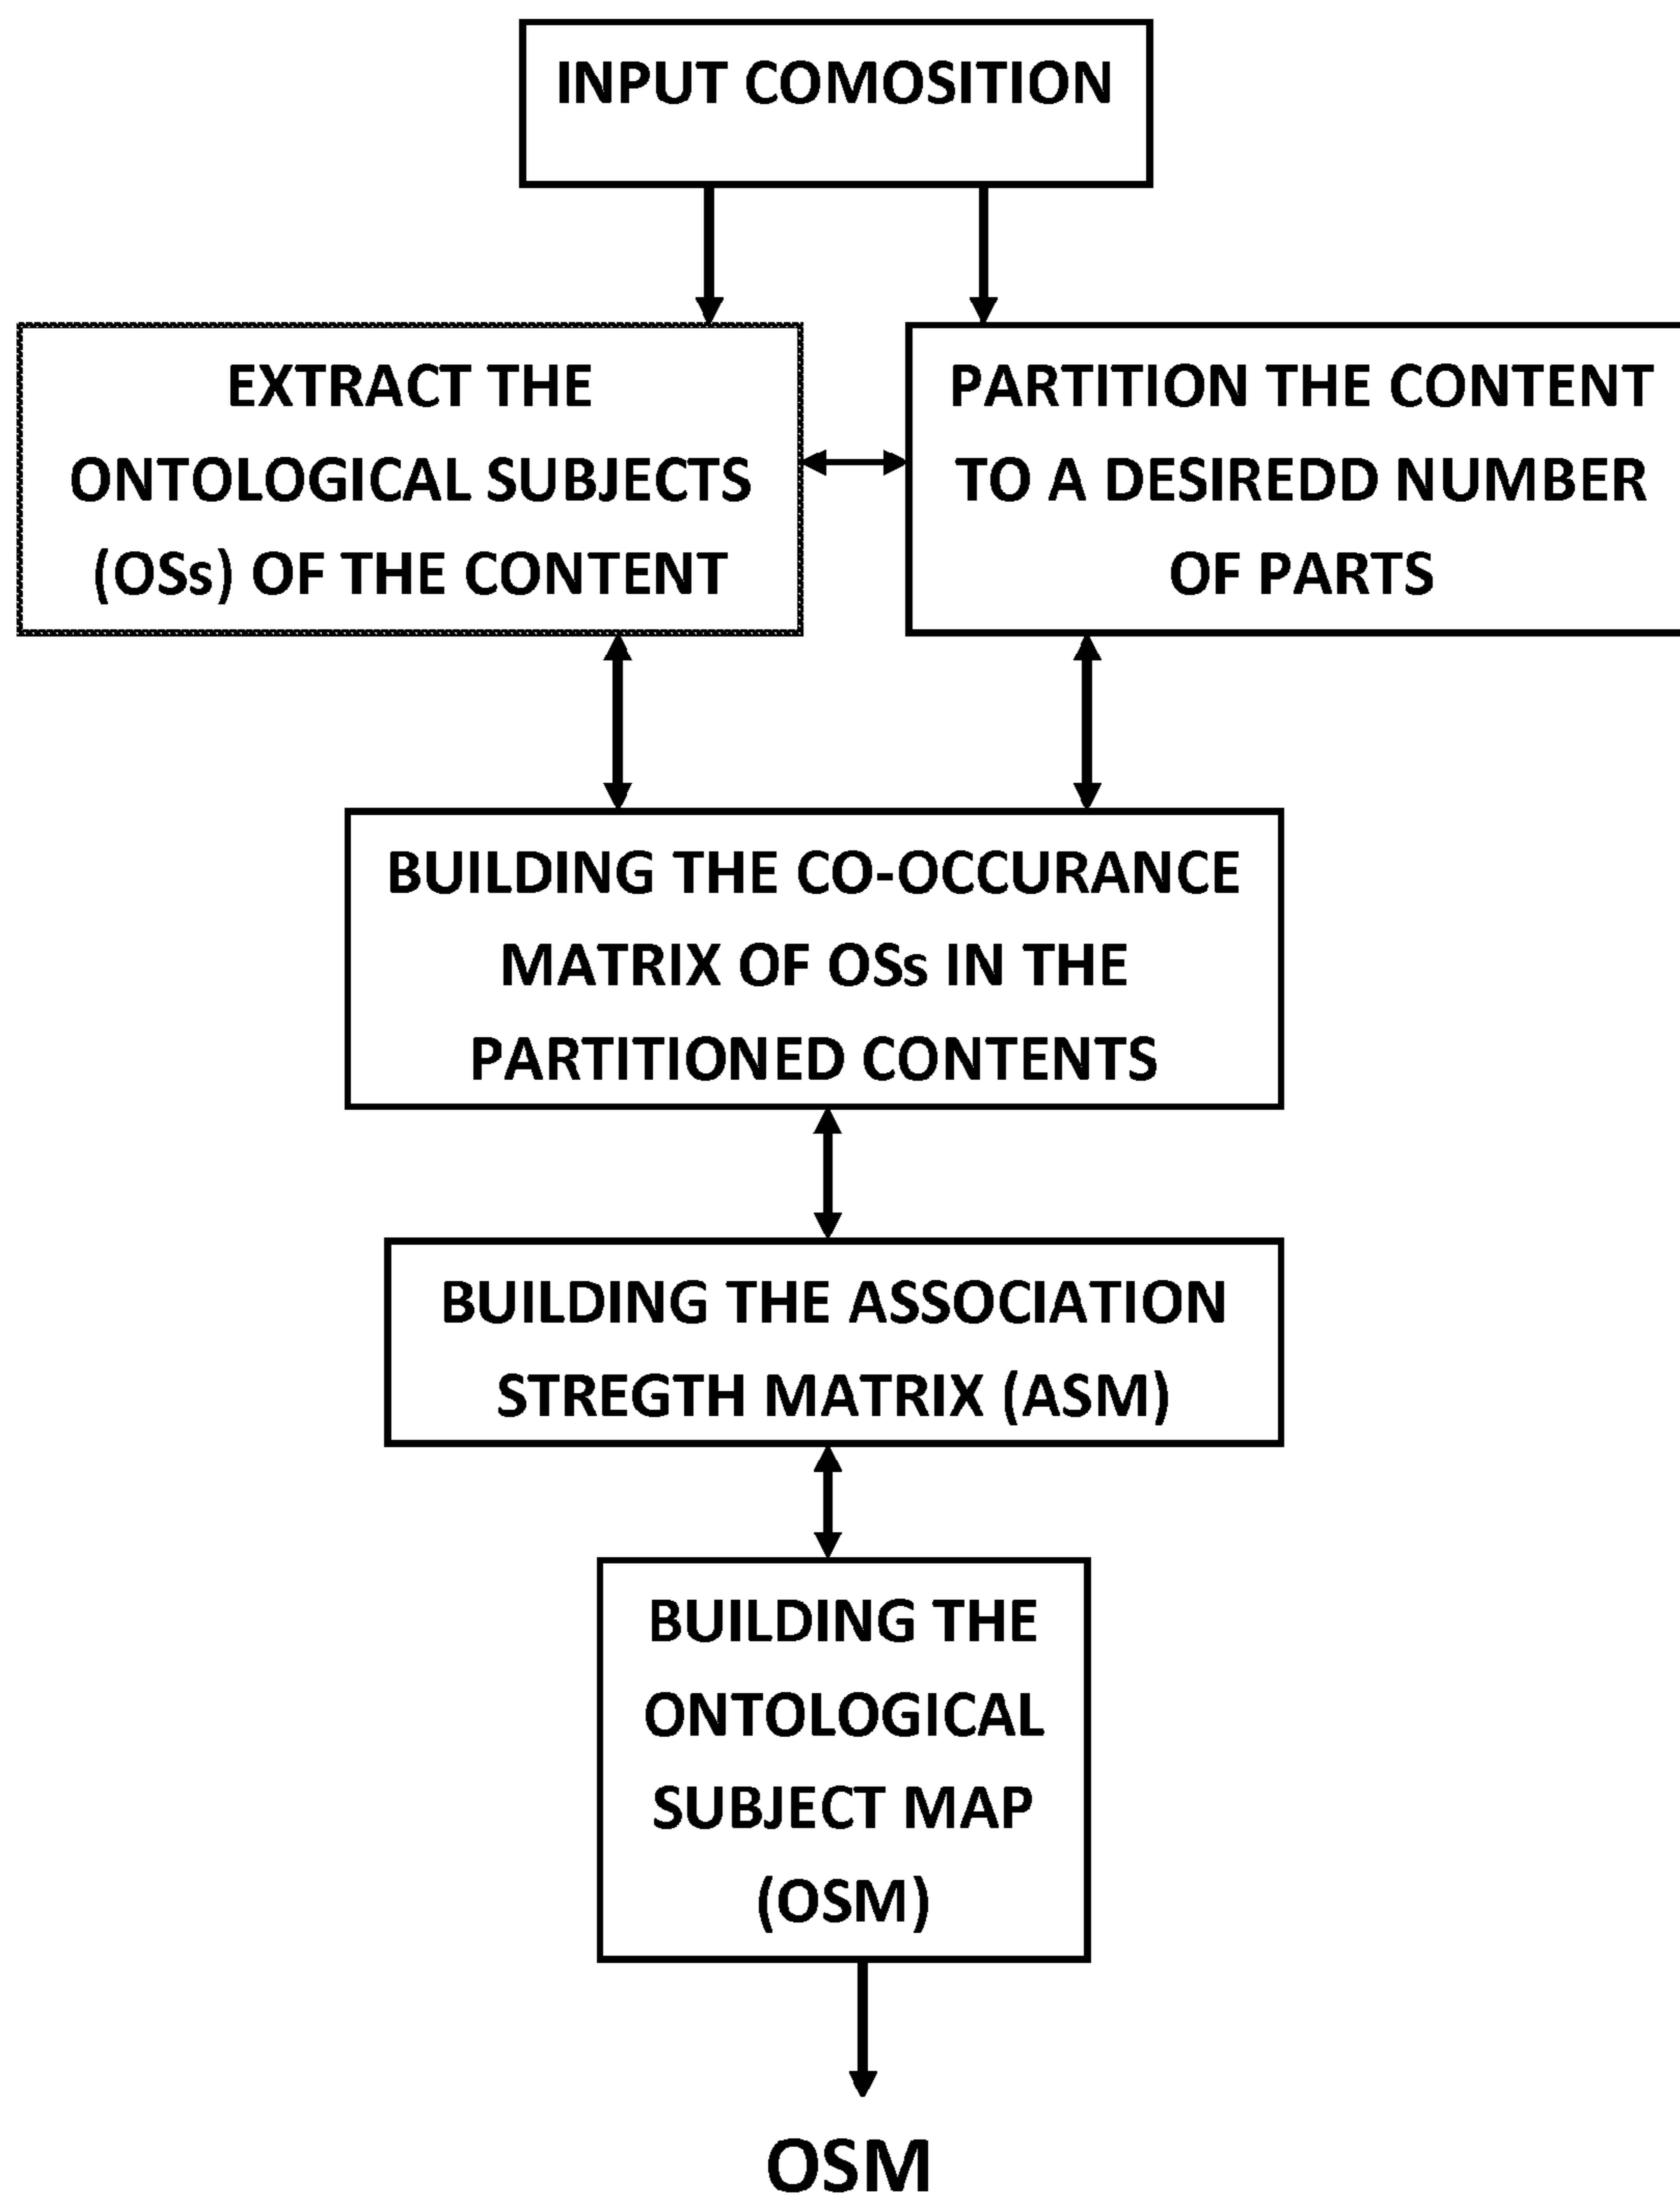 INPUT COMOSITION
EXTRACT THE
ONTOLOGICAL SUBJECTS
(OSs) OF THE CONTENT
PARTITION THE CONTENT
TO A DESIREDD NUMBER
OF PARTS
BUILDING THE CO-OCCURANCE
MATRIX OF OSs IN THE
PARTITIONED CONTENTS
BUILDING THE ASSOCIATION
STREGTH MATRIX (ASM)
BUILDING THE
ONTOLOGICAL
SUBJECT MAP
(OSM)
OSM